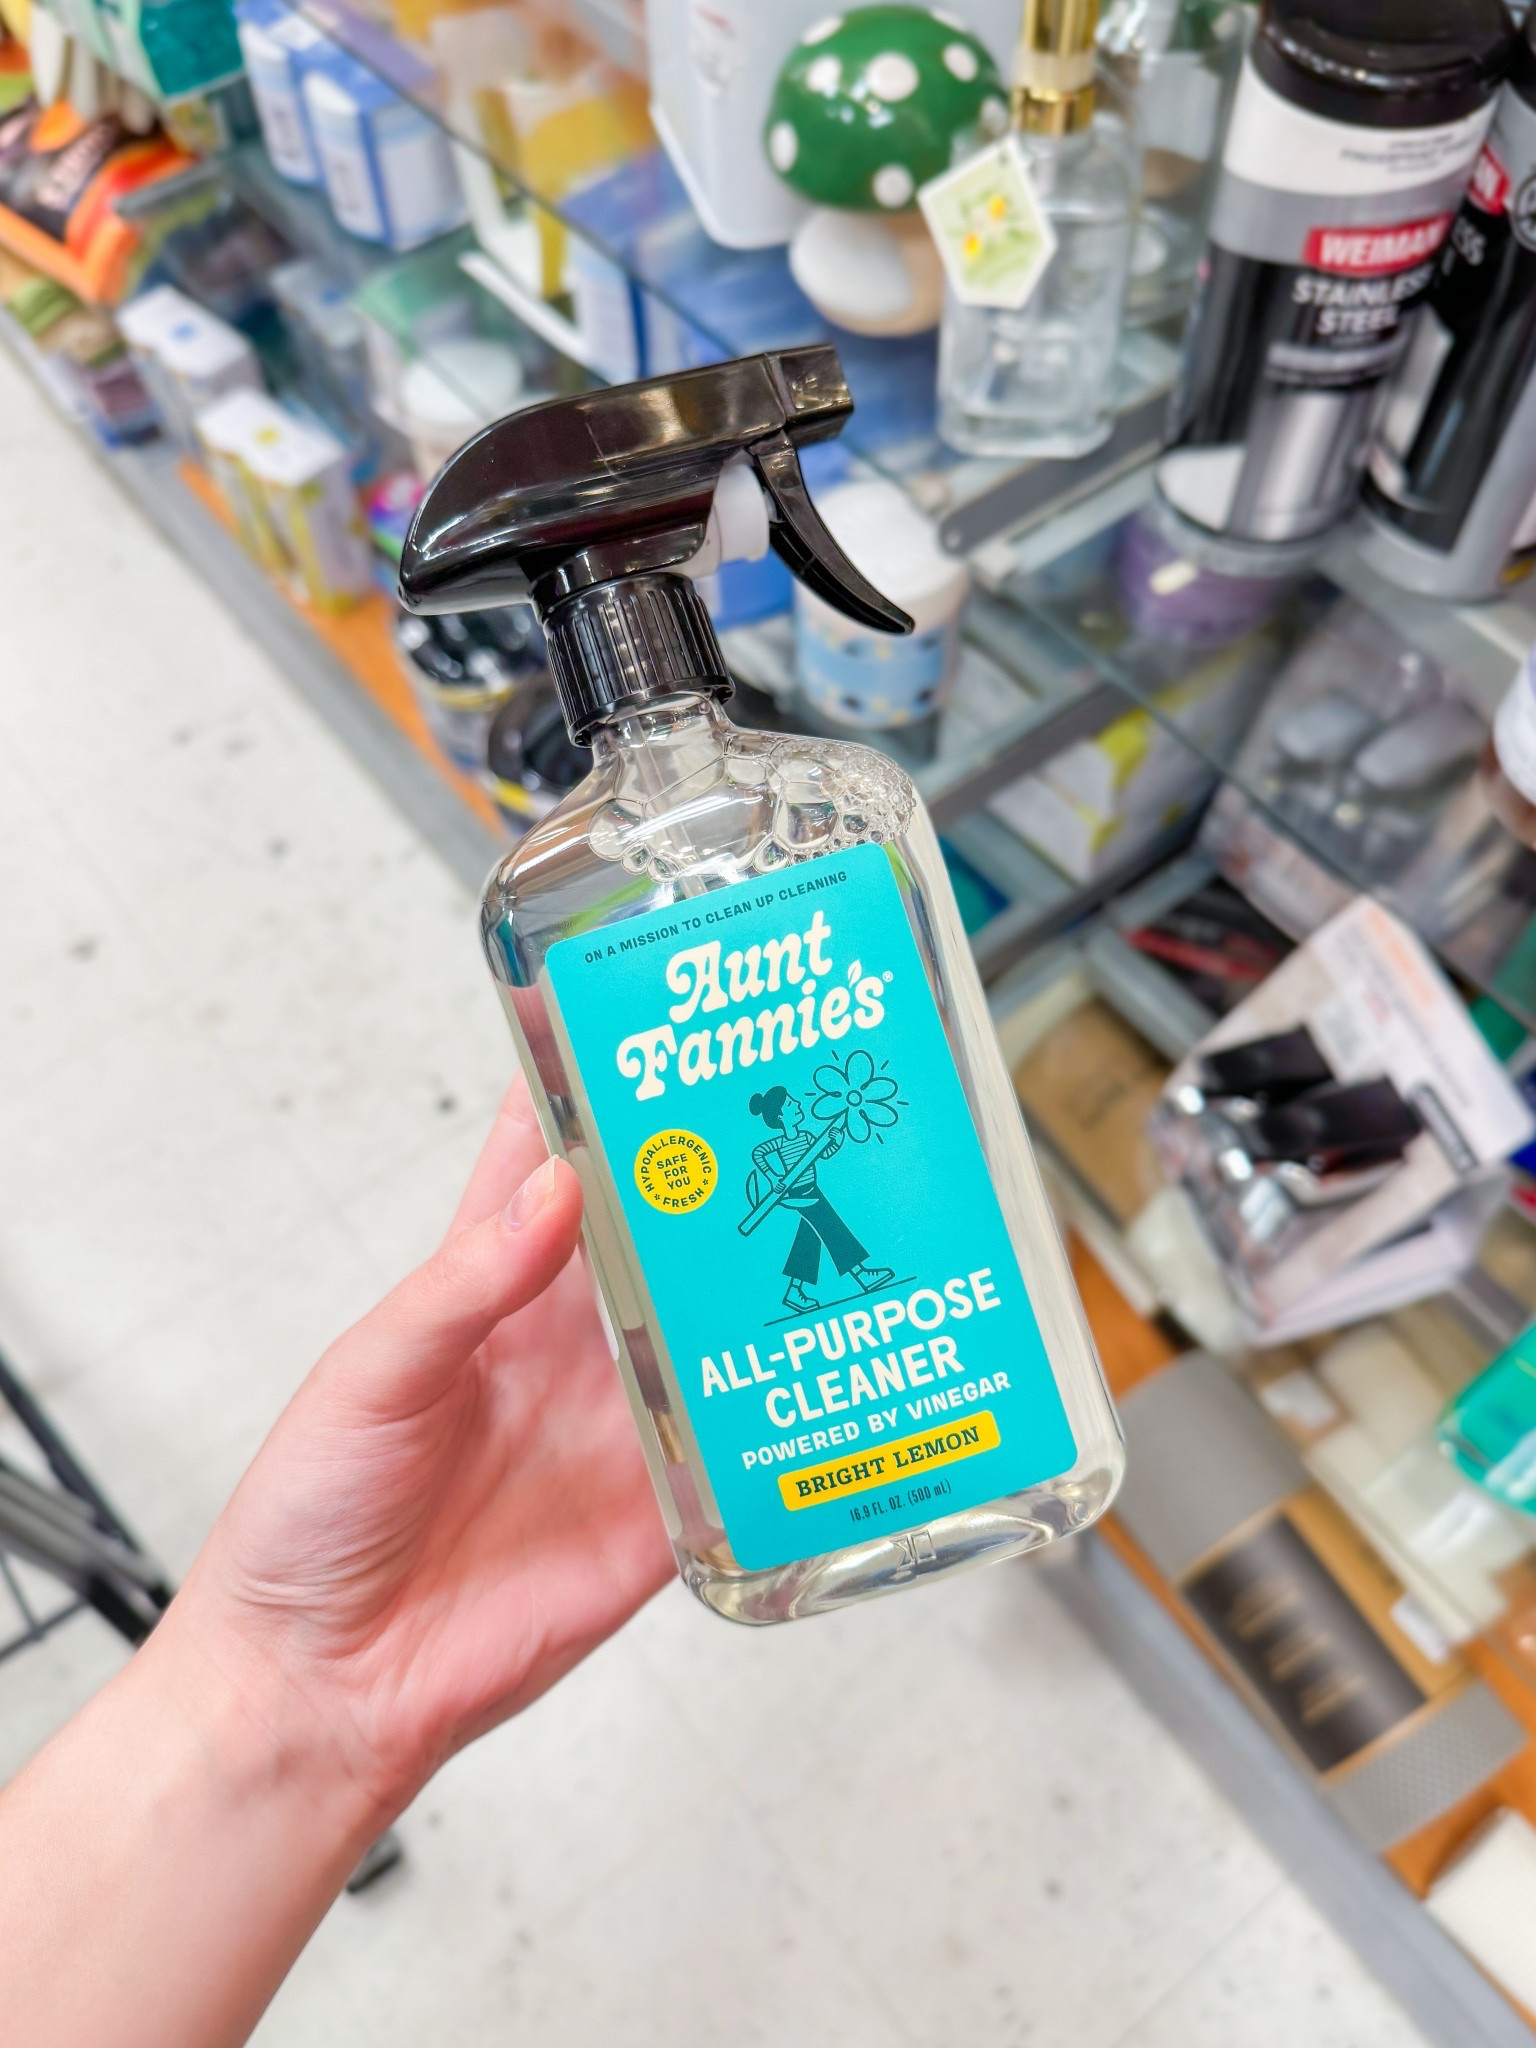 ON A MISSION TO CLEAN UP CLEANING
Aunt
Fannie's®
HYPOALLERGENIC
SAFE
FOR
YOU
FRESH
ALL-PURPOSE
CLEANER
POWERED BY VINEGAR
BRIGHT LEMON
16.9 FL. OZ. (500 mL)
WEIMAN
STAINLESS
STEEL